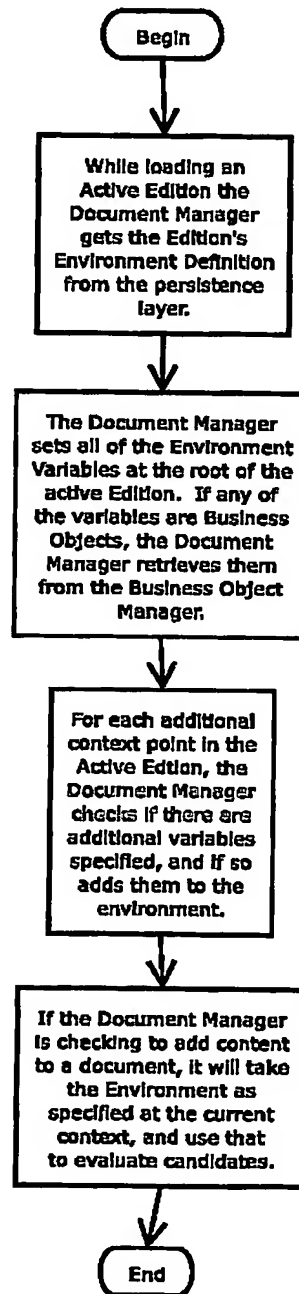 Begin
While loading an
Active Edition the
Document Manager
gets the Edition's
Environment Definition
from the persistence
layer.
The Document Manager
sets all of the Environment
Variables at the root of the
active Edition. If any of
the variables are Business
Objects, the Document
Manager retrieves them
from the Business Object
Manager.
For each additional
context point in the
Active Edtion, the
Document Manager
checks if there are
additional variables
specified, and if so
adds them to the
environment.
If the Document Manager
is checking to add content
to a document, it will take
the Environment as
specified at the current
context, and use that
to evaluate candidates.
End